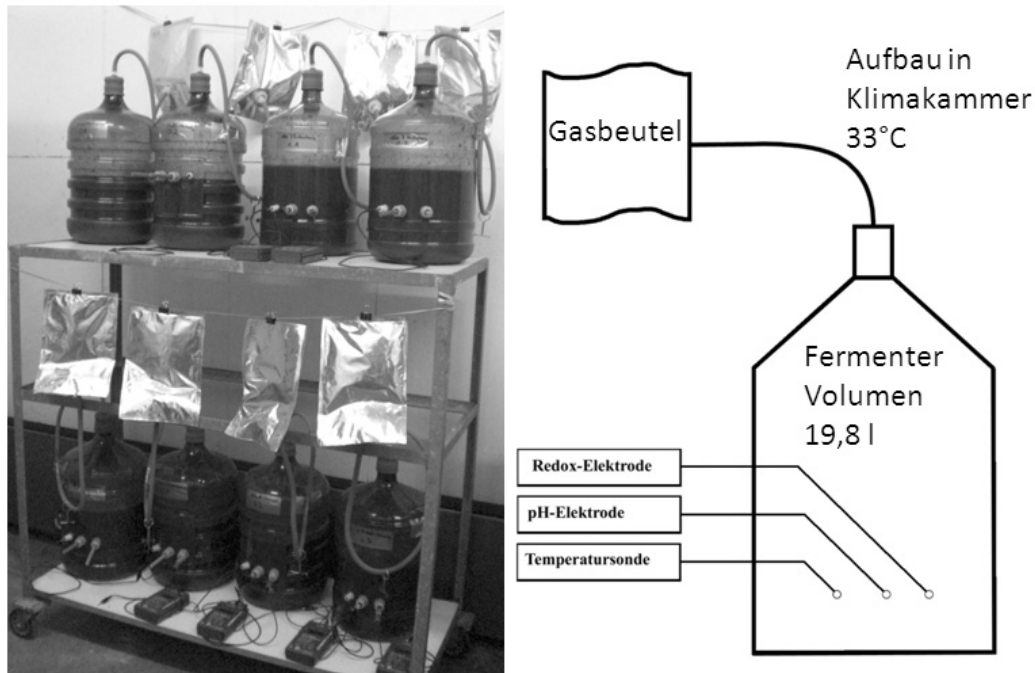 Aufbau in
Klimakammer
33°C
Gasbeutel
Fermenter
Volumen
19,8 l
Redox-Elektrode
pH-Elektrode
Temperatursonde